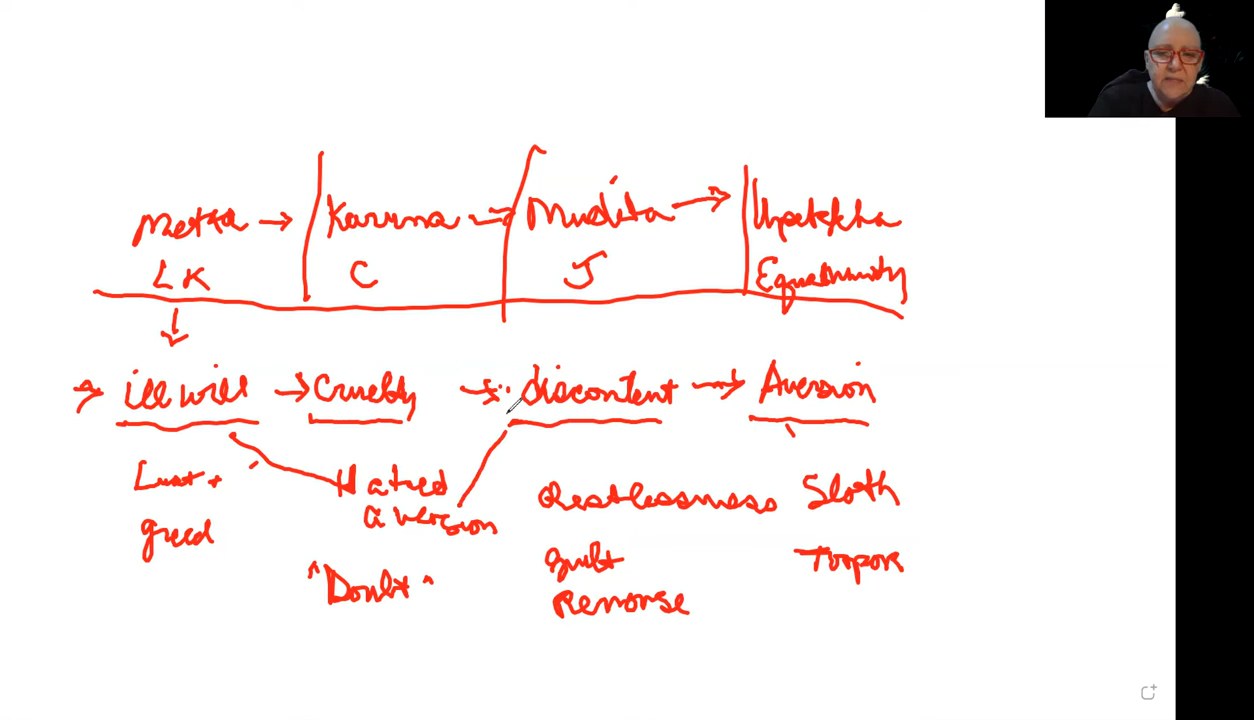 Metta → Karuna → Mudita → Upekkha
LK C J Equanimity
→ ill will → Cruelty → discontent → Aversion
Lust + Hatred Restlessness Sloth
greed aversion guilt Torpor
"Doubt" Remorse